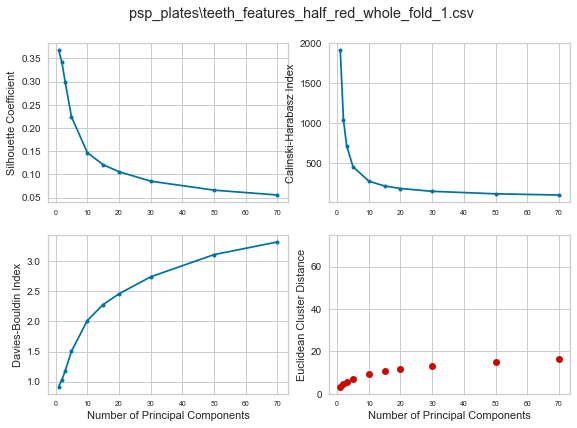 psp_plates\teeth_features_half_red_whole_fold_1.csv
Silhouette Coefficient
0.35
0.30
0.25
0.20
0.15
0.10
0.05
0 10 20 30 40 50 60 70
Calinski-Harabasz Index
2000
1500
1000
500
0 10 20 30 40 50 60 70
Davies-Bouldin Index
3.0
2.5
2.0
1.5
1.0
0 10 20 30 40 50 60 70
Number of Principal Components
Euclidean Cluster Distance
60
40
20
0
0 10 20 30 40 50 60 70
Number of Principal Components